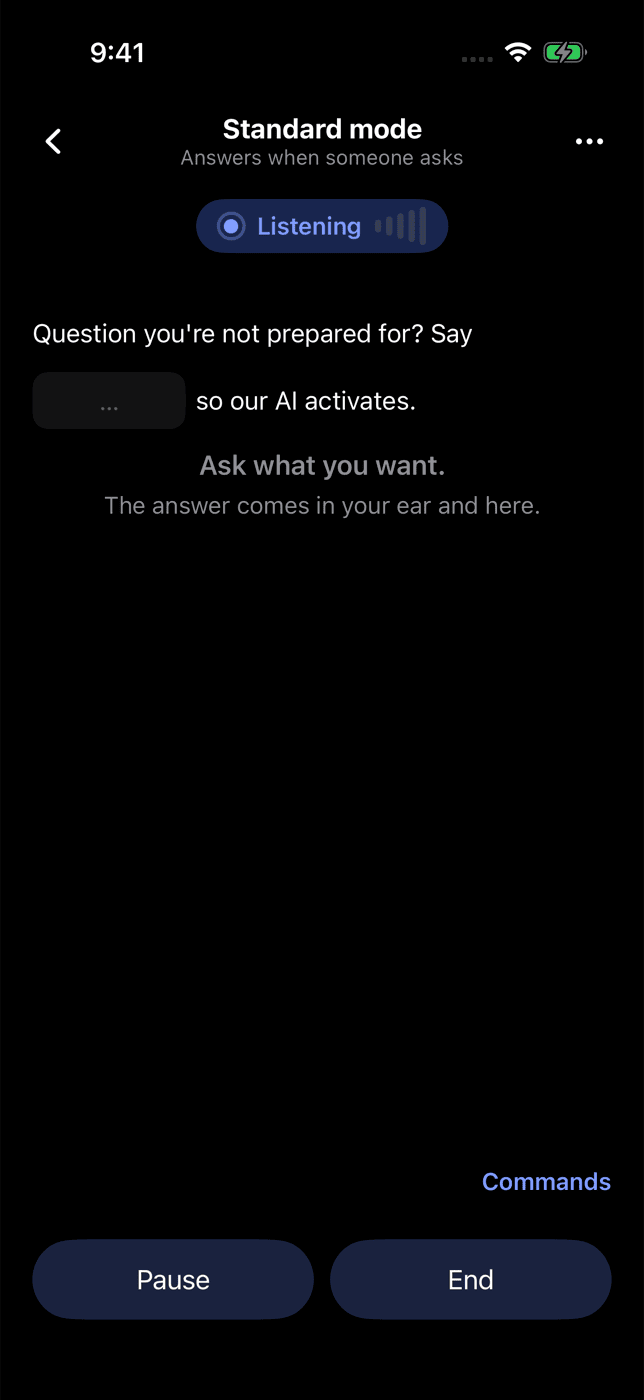 9:41
Standard mode
Answers when someone asks
Listening
Question you're not prepared for? Say
... so our AI activates.
Ask what you want.
The answer comes in your ear and here.
Commands
Pause
End